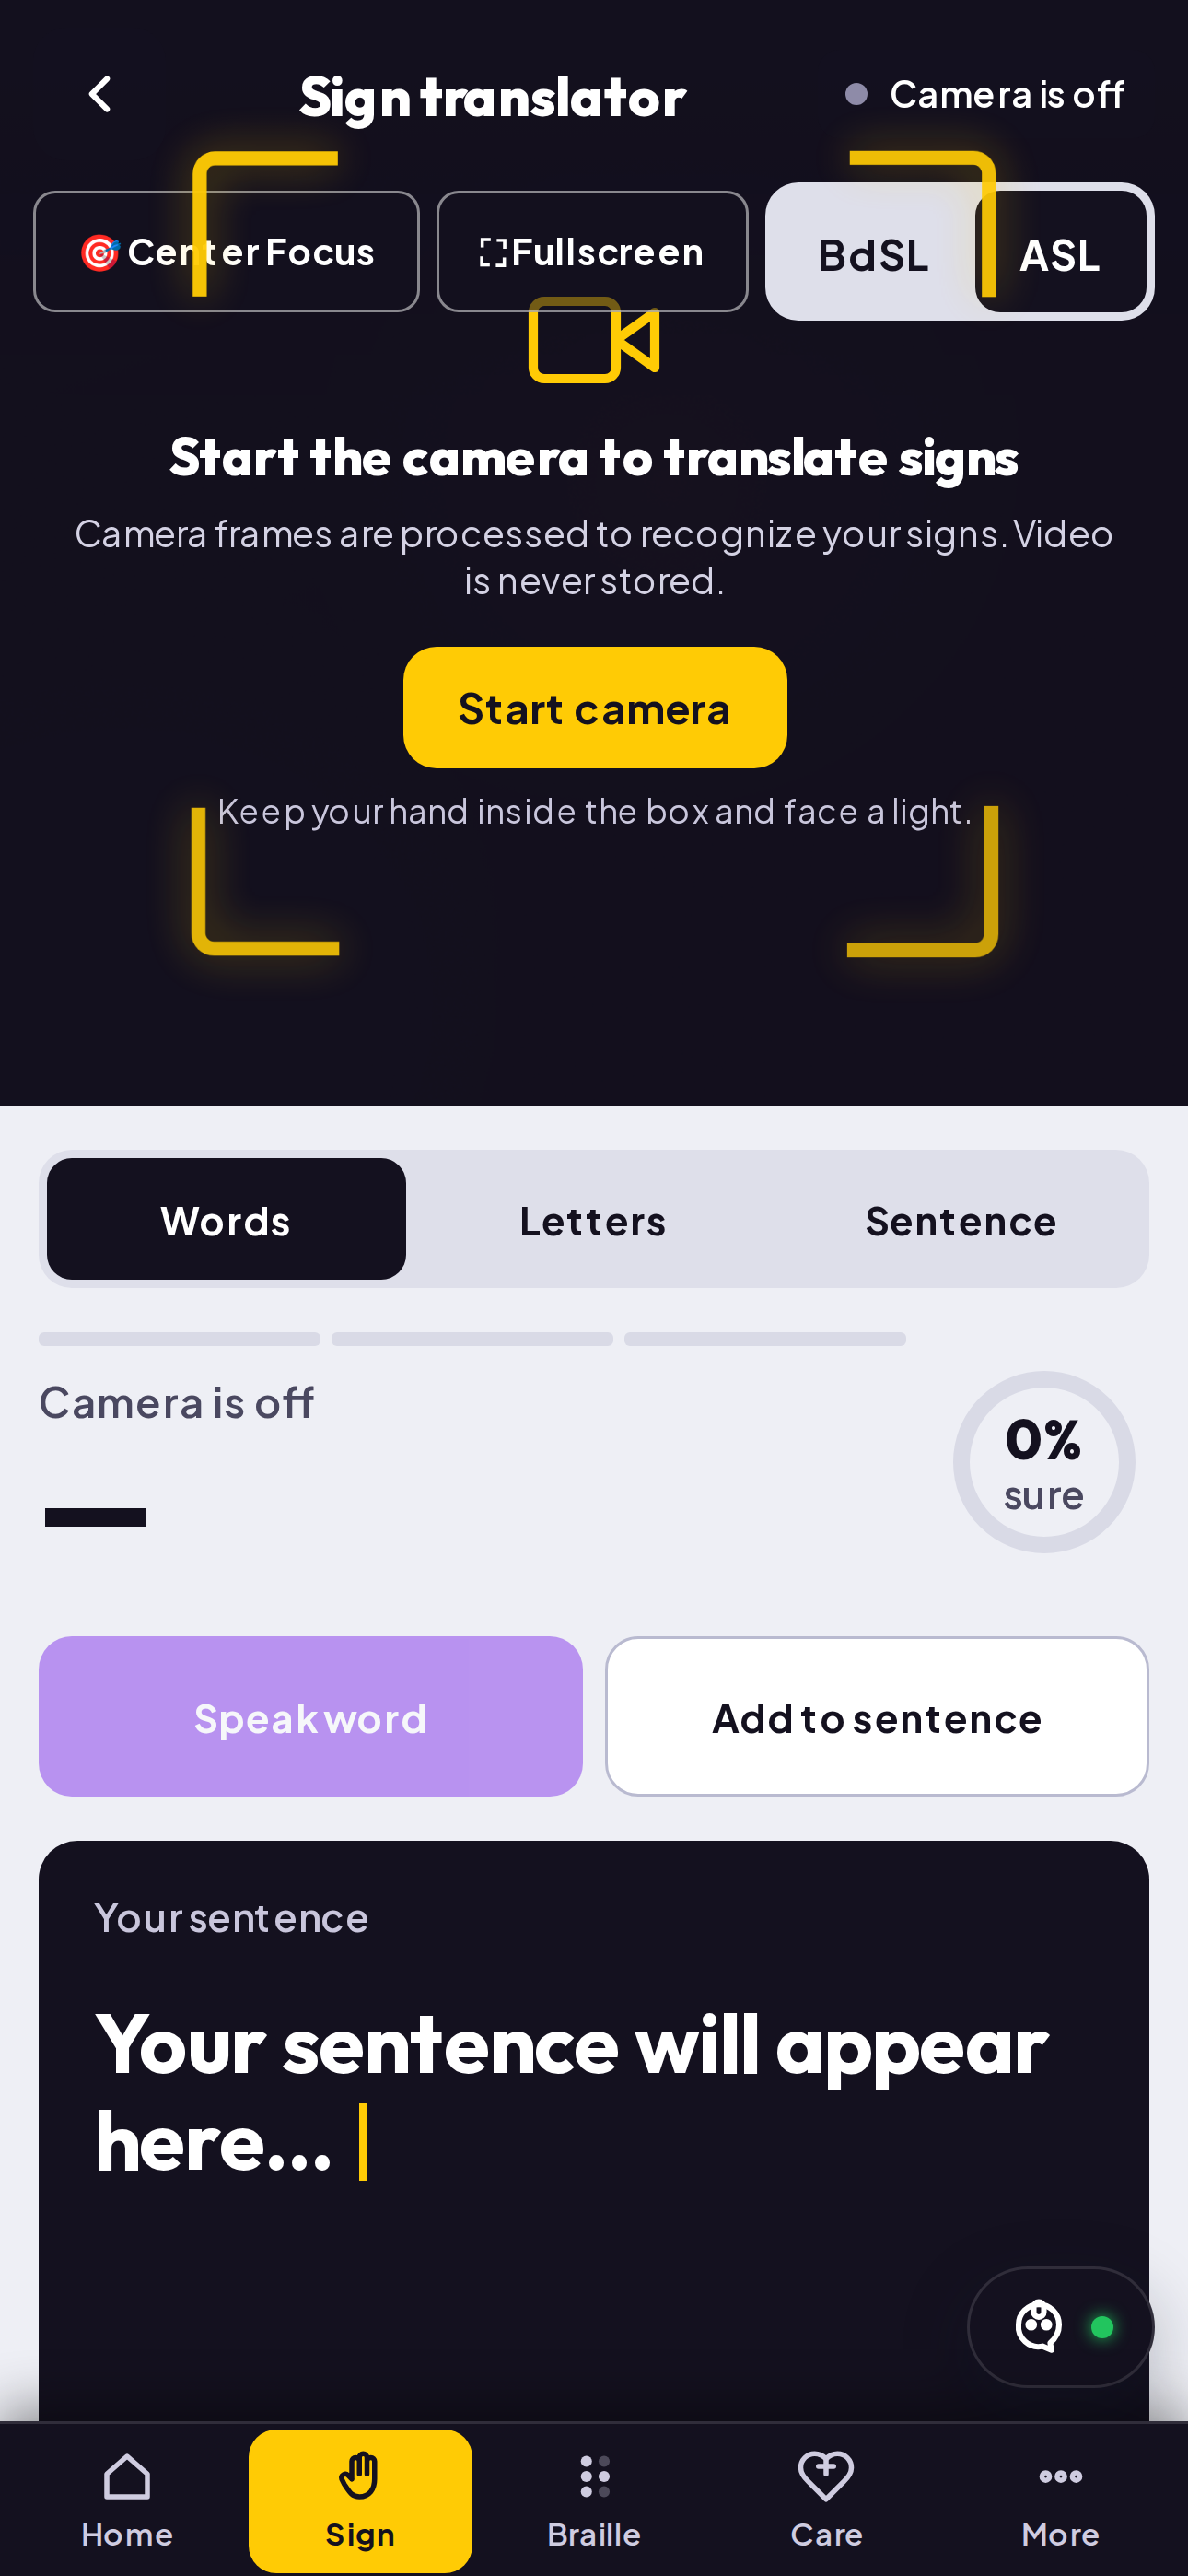 Sign translator
Camera is off
🎯 Center Focus
⛶ Fullscreen
BdSL
ASL
Start the camera to translate signs
Camera frames are processed to recognize your signs. Video
is never stored.
Start camera
Keep your hand inside the box and face a light.
Words
Letters
Sentence
Camera is off
—
0%
sure
Speak word
Add to sentence
Your sentence
Your sentence will appear
here...
Home
Sign
Braille
Care
More